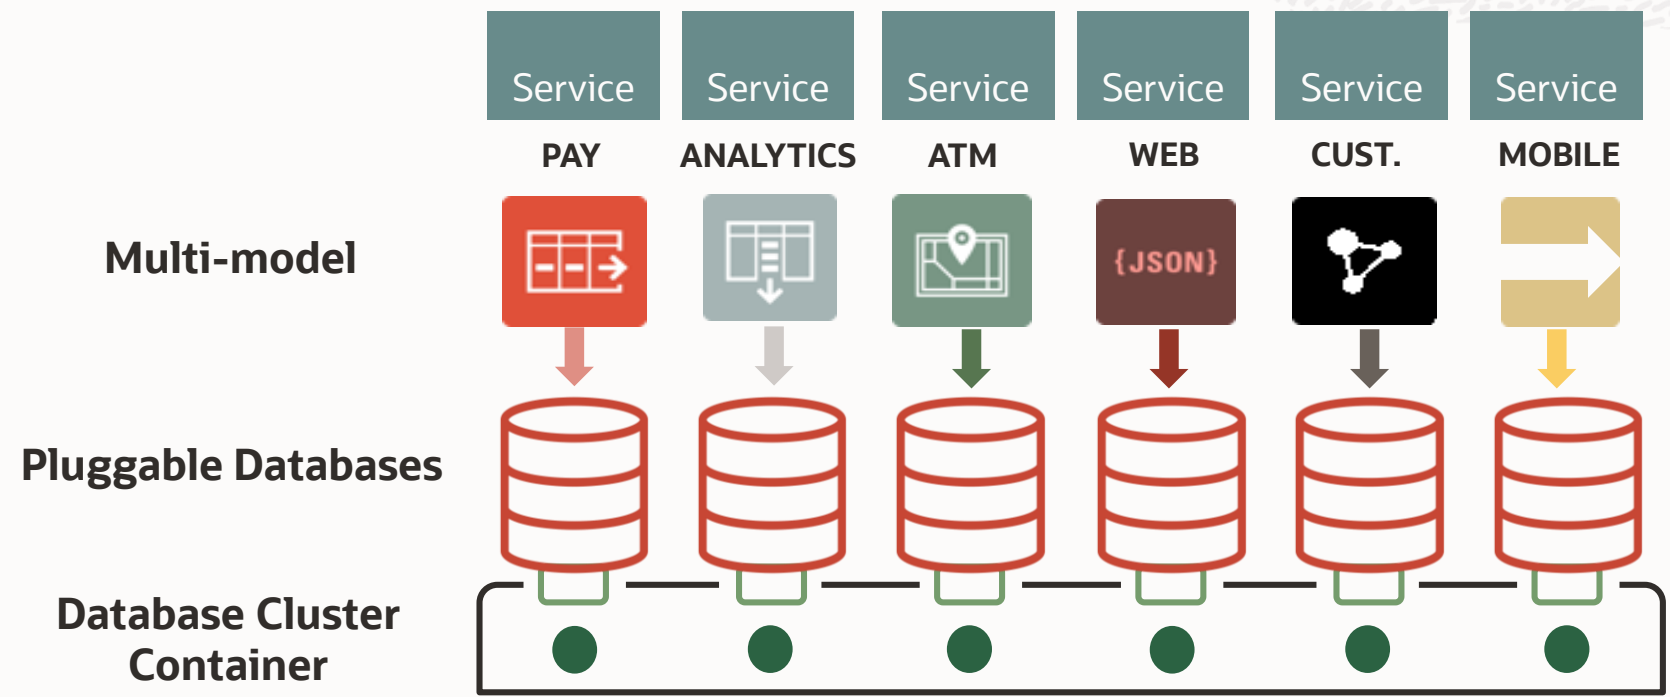 Service Service Service Service Service Service
PAY ANALYTICS ATM WEB CUST. MOBILE
Multi-model
{JSON}
Pluggable Databases
Database Cluster
Container